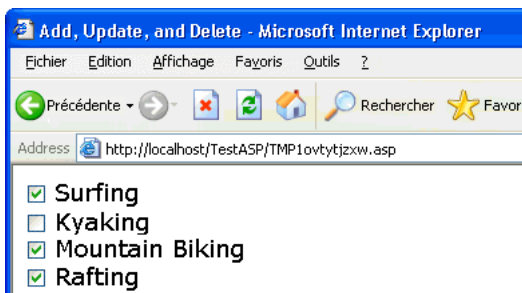 Add, Update, and Delete - Microsoft Internet Explorer
Fichier Edition Affichage Favoris Outils ?
Précédente Rechercher Favor
Address http://localhost/TestASP/TMP1ovtytjzxw.asp
Surfing
Kyaking
Mountain Biking
Rafting